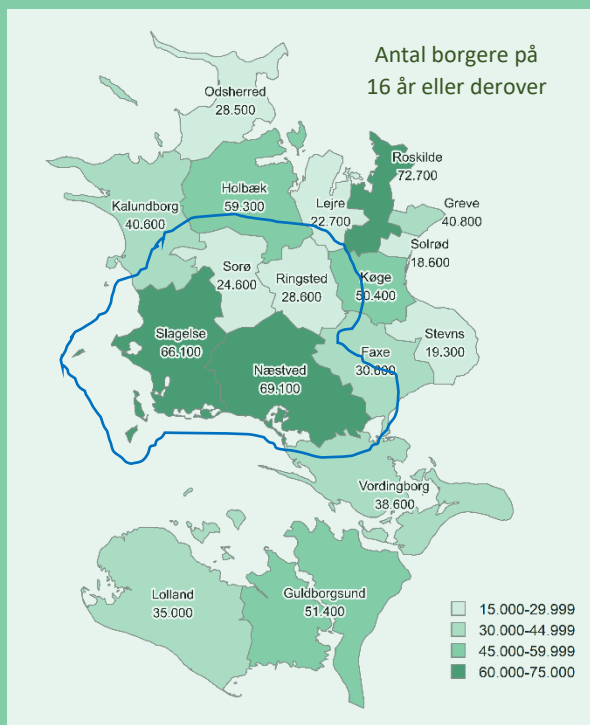 Antal borgere på
16 år eller derover
Odsherred
28.500
Roskilde
72.700
Holbæk
59.300
Kalundborg
40.600
Lejre
22.700
Greve
40.800
Solrød
18.600
Sorø
24.600
Ringsted
28.600
Køge
50.400
Slagelse
66.100
Stevns
19.300
Faxe
30.800
Næstved
69.100
Vordingborg
38.600
Lolland
35.000
Guldborgsund
51.400
15.000-29.999
30.000-44.999
45.000-59.999
60.000-75.000